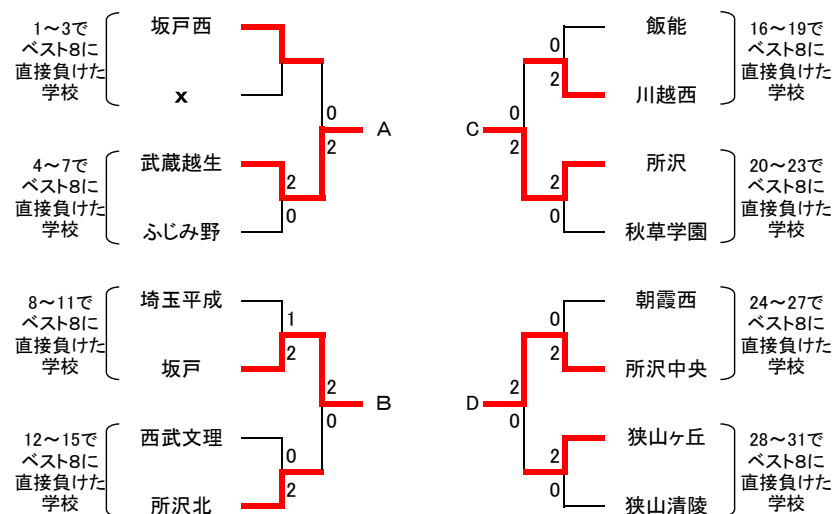 1～3で
ベスト8に
直接負けた
学校
坂戸西
x
0
2
A
4～7で
ベスト8に
直接負けた
学校
武蔵越生
ふじみ野
2
0
8～11で
ベスト8に
直接負けた
学校
埼玉平成
坂戸
1
2
2
0
B
12～15で
ベスト8に
直接負けた
学校
西武文理
所沢北
0
2
飯能
川越西
0
2
16～19で
ベスト8に
直接負けた
学校
C
0
2
所沢
秋草学園
2
0
20～23で
ベスト8に
直接負けた
学校
朝霞西
所沢中央
0
2
24～27で
ベスト8に
直接負けた
学校
D
2
0
狭山ヶ丘
狭山清陵
2
0
28～31で
ベスト8に
直接負けた
学校